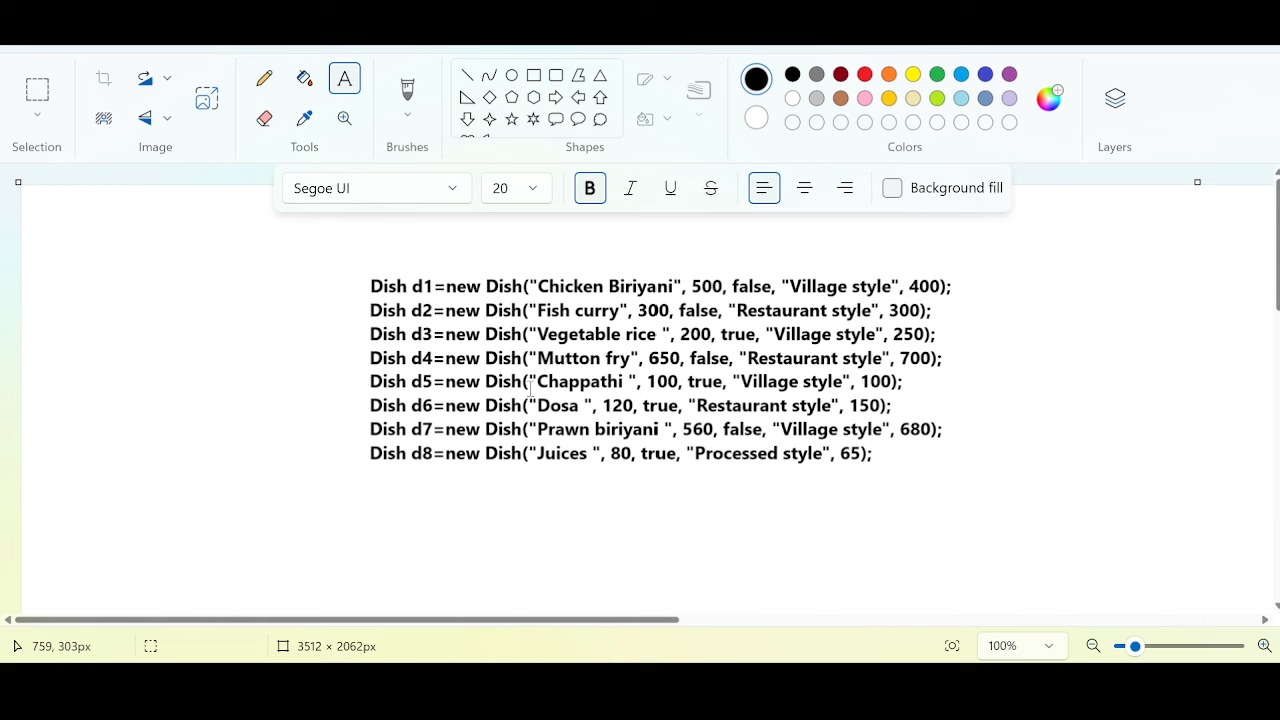 Selection
Image
Tools
Brushes
Shapes
Colors
Layers
Segoe UI
20
B I U S
Background fill
Dish d1=new Dish("Chicken Biriyani", 500, false, "Village style", 400);
Dish d2=new Dish("Fish curry", 300, false, "Restaurant style", 300);
Dish d3=new Dish("Vegetable rice ", 200, true, "Village style", 250);
Dish d4=new Dish("Mutton fry", 650, false, "Restaurant style", 700);
Dish d5=new Dish("Chappathi ", 100, true, "Village style", 100);
Dish d6=new Dish("Dosa ", 120, true, "Restaurant style", 150);
Dish d7=new Dish("Prawn biriyani ", 560, false, "Village style", 680);
Dish d8=new Dish("Juices ", 80, true, "Processed style", 65);
759, 303px
3512 × 2062px
100%